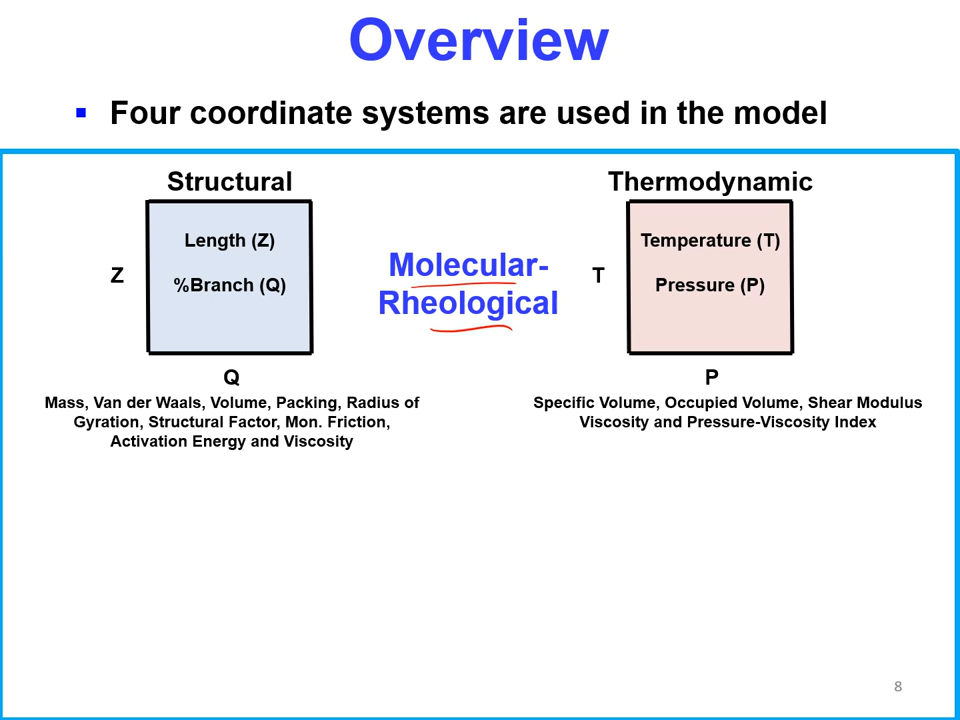 Overview
▪ Four coordinate systems are used in the model
Structural
Length (Z)
%Branch (Q)
Z
Q
Mass, Van der Waals, Volume, Packing, Radius of
Gyration, Structural Factor, Mon. Friction,
Activation Energy and Viscosity
Molecular-
Rheological
Thermodynamic
Temperature (T)
Pressure (P)
T
P
Specific Volume, Occupied Volume, Shear Modulus
Viscosity and Pressure-Viscosity Index
8